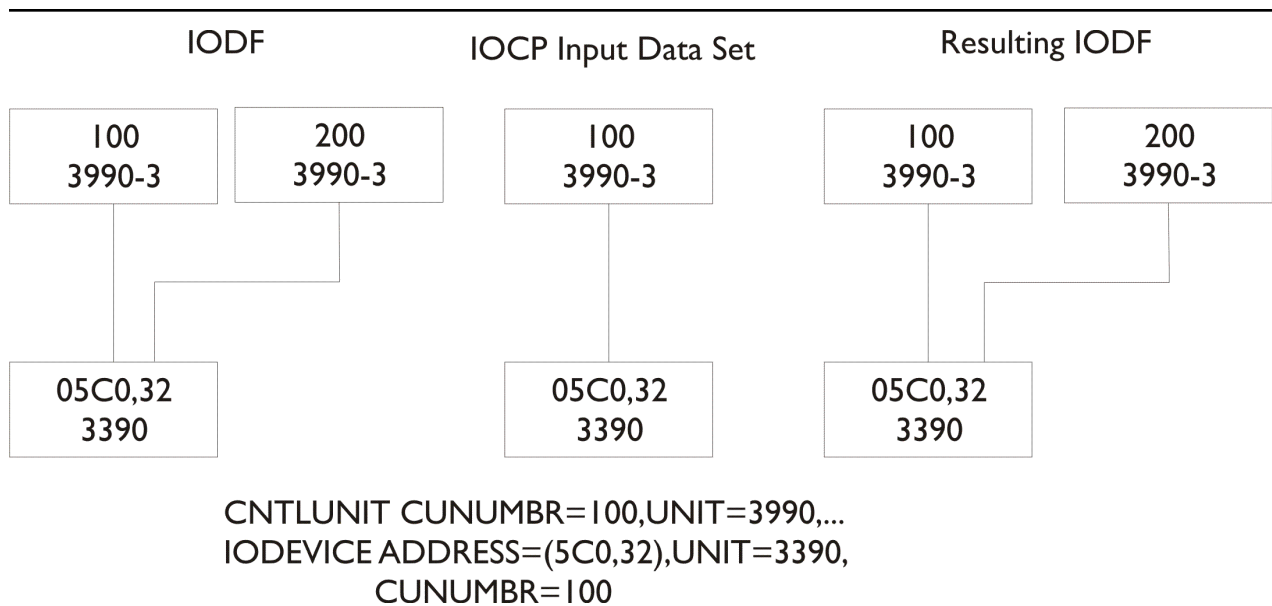 IODF
IOCP Input Data Set
Resulting IODF
100
3990-3
200
3990-3
100
3990-3
100
3990-3
200
3990-3
05C0,32
3390
05C0,32
3390
05C0,32
3390
CNTLUNIT CUNUMBR=100,UNIT=3990,...
IODEVICE ADDRESS=(5C0,32),UNIT=3390,
CUNUMBR=100